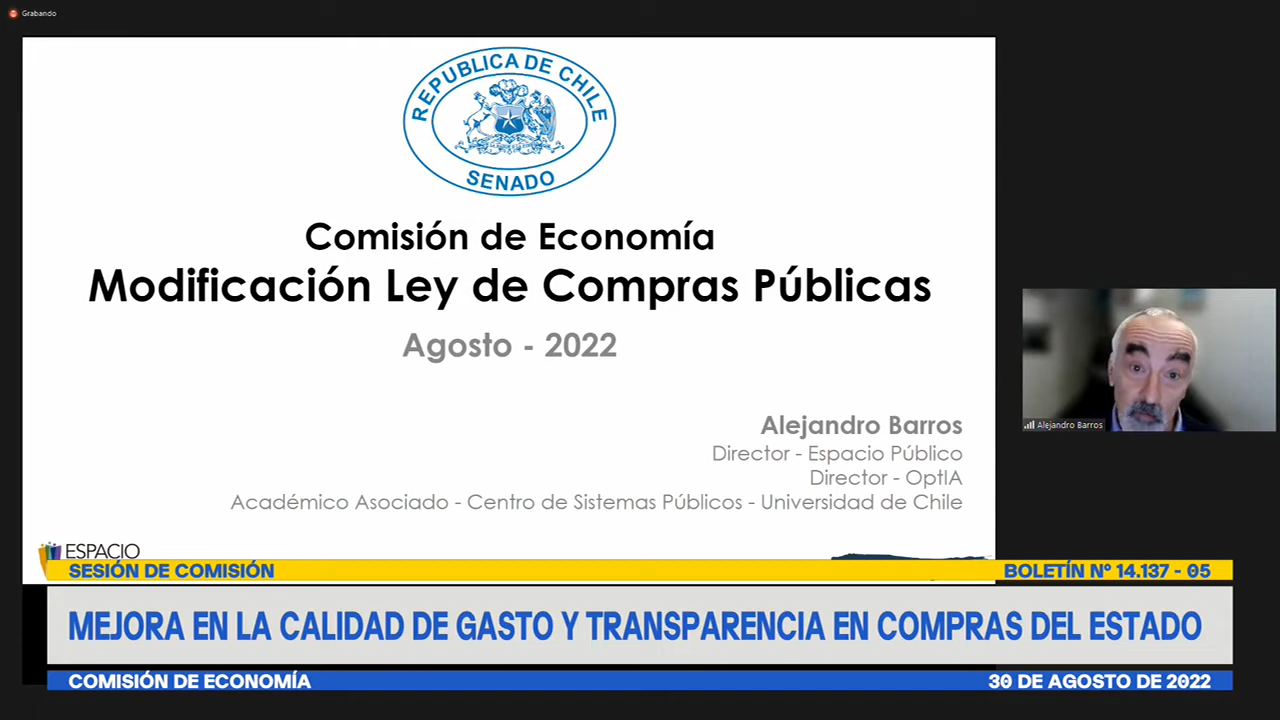 Grabando
REPUBLICA DE CHILE
SENADO
Comisión de Economía
Modificación Ley de Compras Públicas
Agosto - 2022
Alejandro Barros
Director - Espacio Público
Director - OptIA
Académico Asociado - Centro de Sistemas Públicos - Universidad de Chile
Alejandro Barros
ESPACIO
SESIÓN DE COMISIÓN
BOLETÍN N° 14.137 - 05
MEJORA EN LA CALIDAD DE GASTO Y TRANSPARENCIA EN COMPRAS DEL ESTADO
COMISIÓN DE ECONOMÍA
30 DE AGOSTO DE 2022